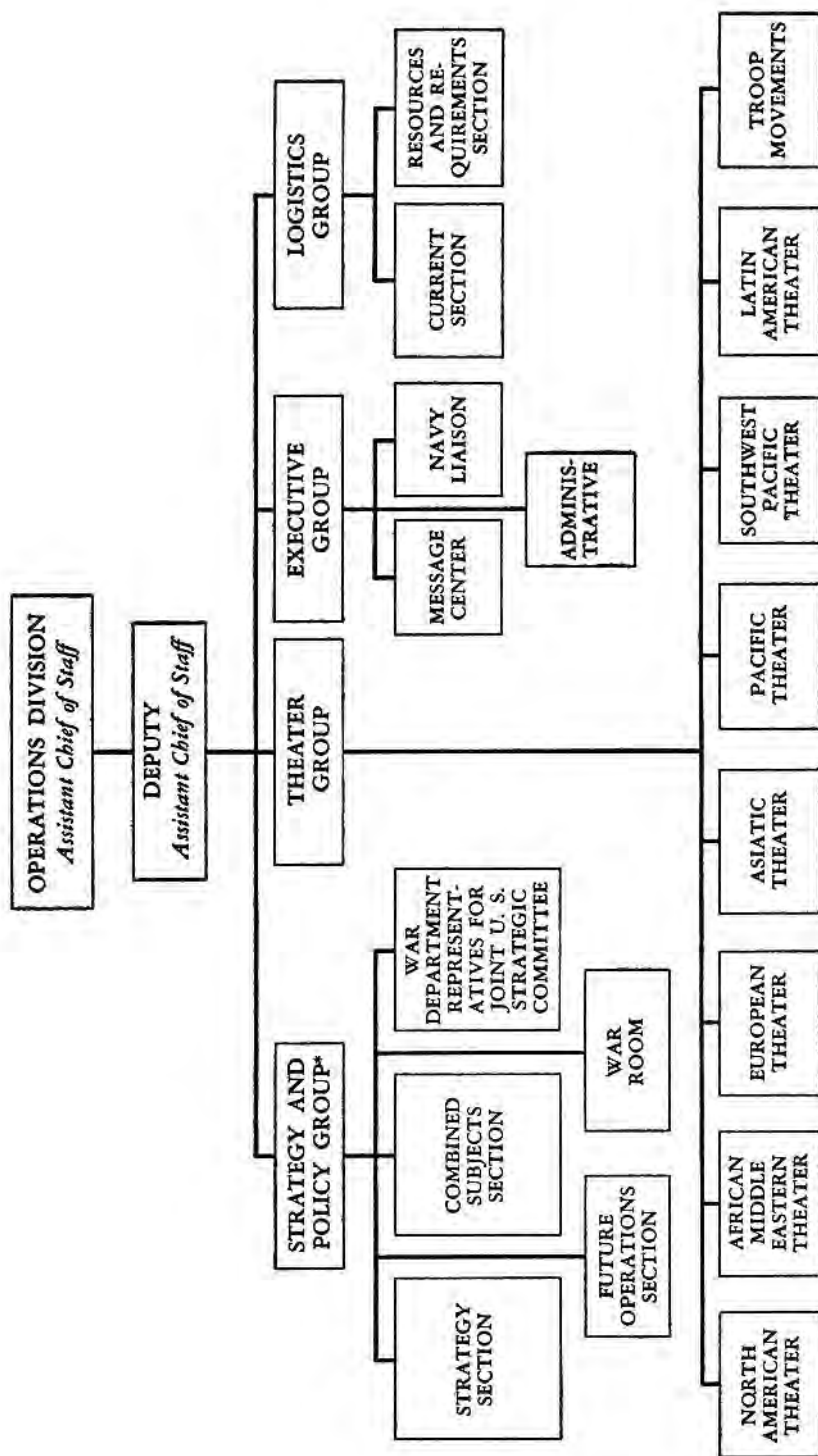 OPERATIONS DIVISION
Assistant Chief of Staff
DEPUTY
Assistant Chief of Staff
STRATEGY AND
POLICY GROUP*
THEATER
GROUP
EXECUTIVE
GROUP
LOGISTICS
GROUP
STRATEGY
SECTION
COMBINED
SUBJECTS
SECTION
WAR
DEPARTMENT
REPRESENT-
ATIVES FOR
JOINT U. S.
STRATEGIC
COMMITTEE
MESSAGE
CENTER
NAVY
LIAISON
CURRENT
SECTION
RESOURCES
AND RE-
QUIREMENTS
SECTION
FUTURE
OPERATIONS
SECTION
WAR
ROOM
ADMINIS-
TRATIVE
NORTH
AMERICAN
THEATER
AFRICAN
MIDDLE
EASTERN
THEATER
EUROPEAN
THEATER
ASIATIC
THEATER
PACIFIC
THEATER
SOUTHWEST
PACIFIC
THEATER
LATIN
AMERICAN
THEATER
TROOP
MOVEMENTS